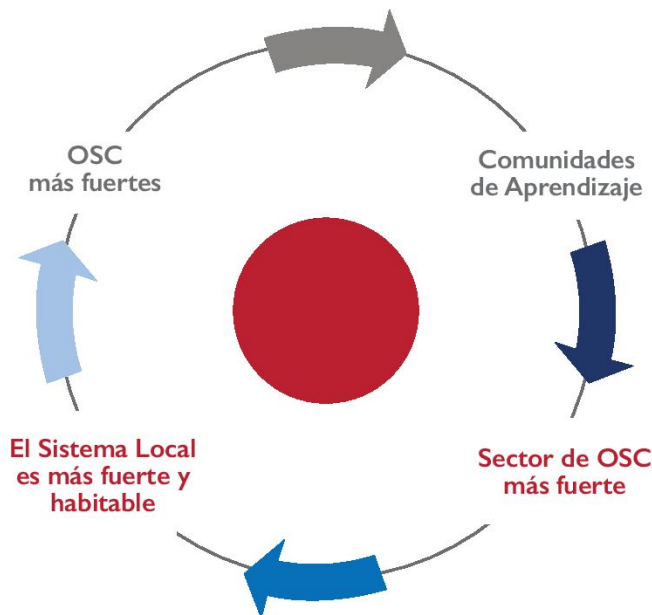 OSC
más fuertes
Comunidades
de Aprendizaje
El Sistema Local
es más fuerte y
habitable
Sector de OSC
más fuerte